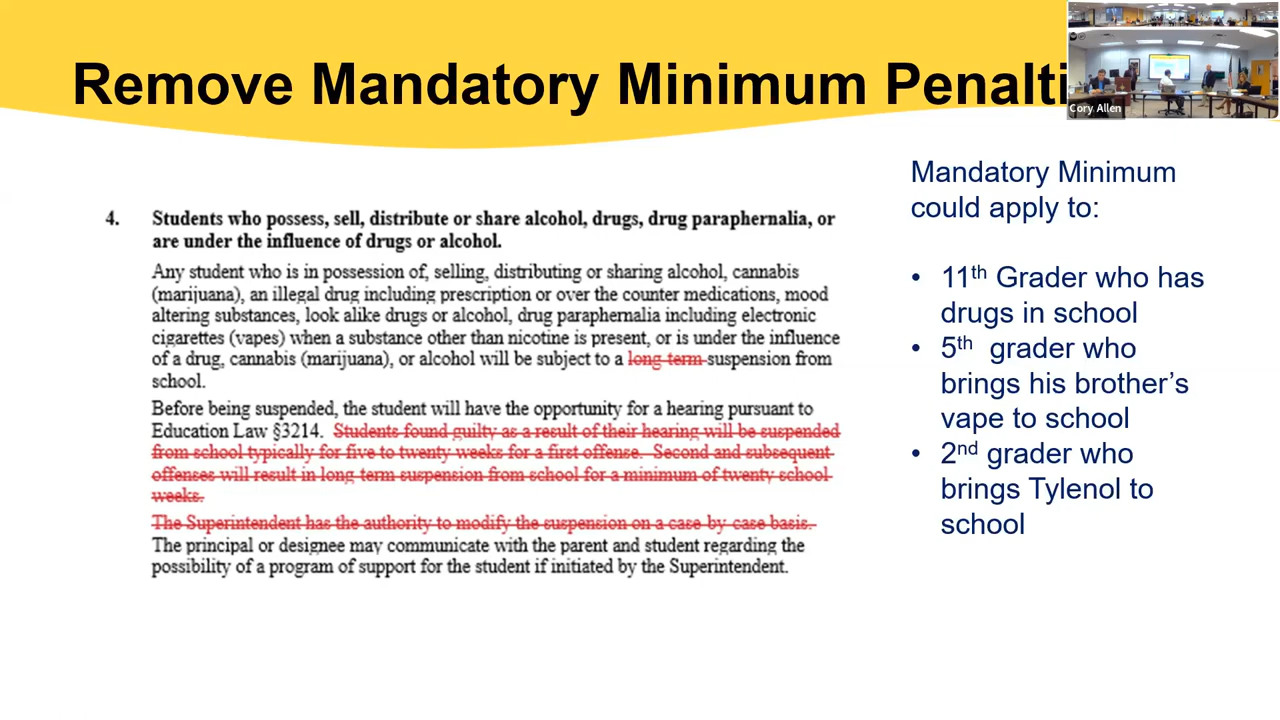 Remove Mandatory Minimum Penalti
Cory Allen
4. Students who possess, sell, distribute or share alcohol, drugs, drug paraphernalia, or
are under the influence of drugs or alcohol.
Any student who is in possession of, selling, distributing or sharing alcohol, cannabis
(marijuana), an illegal drug including prescription or over the counter medications, mood
altering substances, look alike drugs or alcohol, drug paraphernalia including electronic
cigarettes (vapes) when a substance other than nicotine is present, or is under the influence
of a drug, cannabis (marijuana), or alcohol will be subject to a long-term suspension from
school.
Before being suspended, the student will have the opportunity for a hearing pursuant to
Education Law §3214. Students found guilty as a result of their hearing will be suspended
from school typically for five to twenty weeks for a first offense. Second and subsequent
offenses will result in long term suspension from school for a minimum of twenty school
weeks.
The Superintendent has the authority to modify the suspension on a case by case basis.
The principal or designee may communicate with the parent and student regarding the
possibility of a program of support for the student if initiated by the Superintendent.
Mandatory Minimum
could apply to:
• 11th Grader who has
drugs in school
• 5th grader who
brings his brother's
vape to school
• 2nd grader who
brings Tylenol to
school